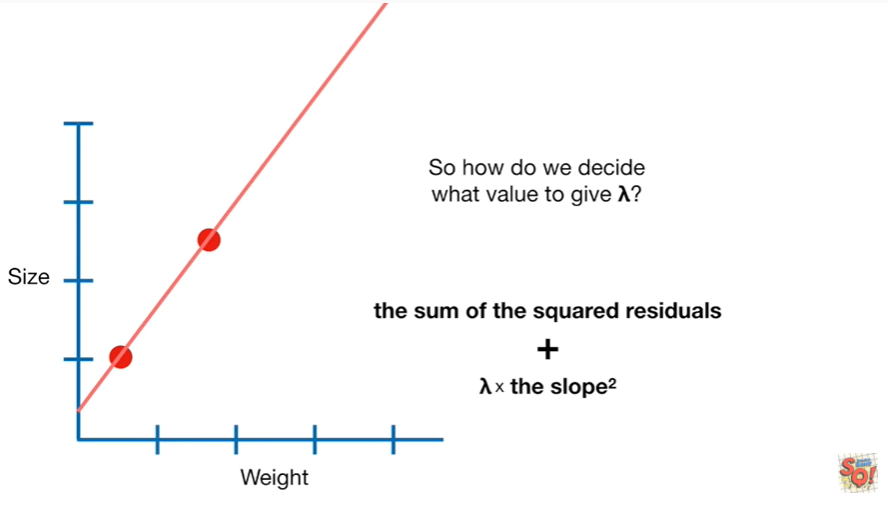 So how do we decide
what value to give λ?
Size
the sum of the squared residuals
+
λ x the slope²
Weight
SQ!